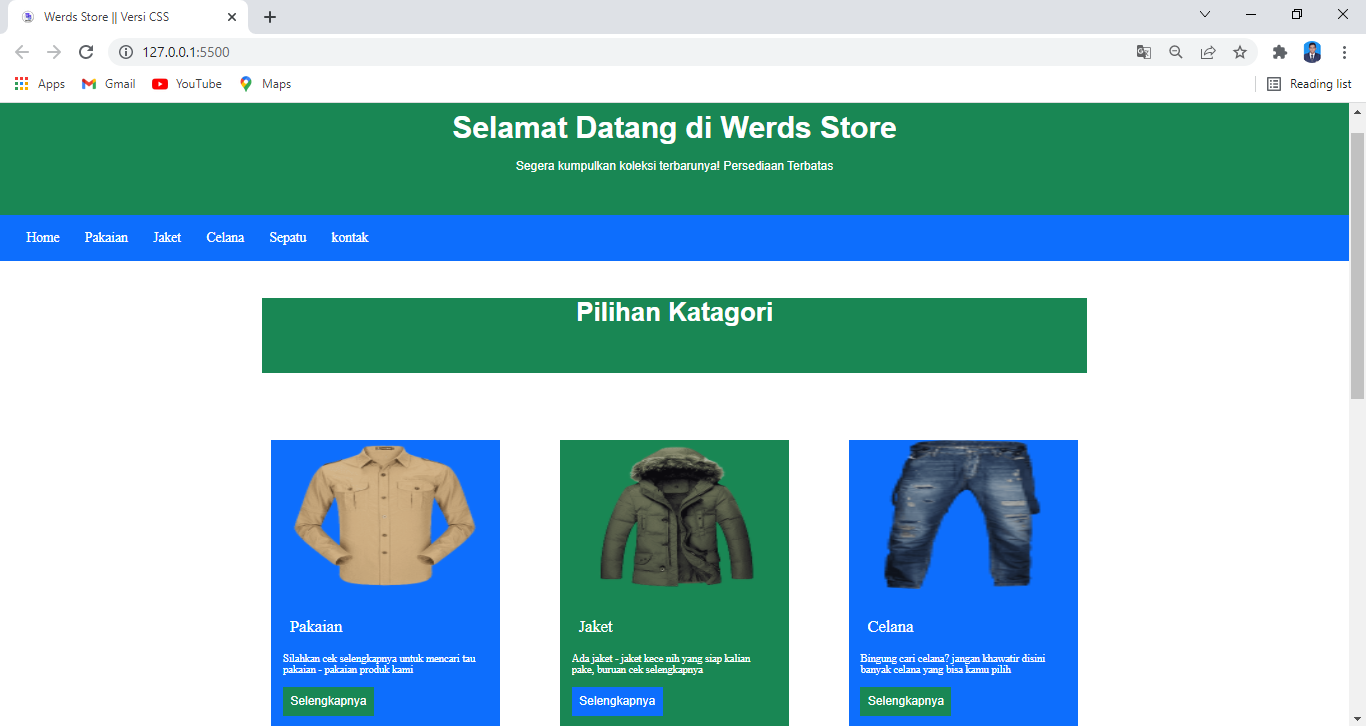 Werds Store || Versi CSS
127.0.0.1:5500
Apps Gmail YouTube Maps Reading list
Selamat Datang di Werds Store
Segera kumpulkan koleksi terbarunya! Persediaan Terbatas
Home Pakaian Jaket Celana Sepatu kontak
Pilihan Katagori
Pakaian
Silahkan cek selengkapnya untuk mencari tau
pakaian - pakaian produk kami
Selengkapnya
Jaket
Ada jaket - jaket kece nih yang siap kalian
pake, buruan cek selengkapnya
Selengkapnya
Celana
Bingung cari celana? jangan khawatir disini
banyak celana yang bisa kamu pilih
Selengkapnya